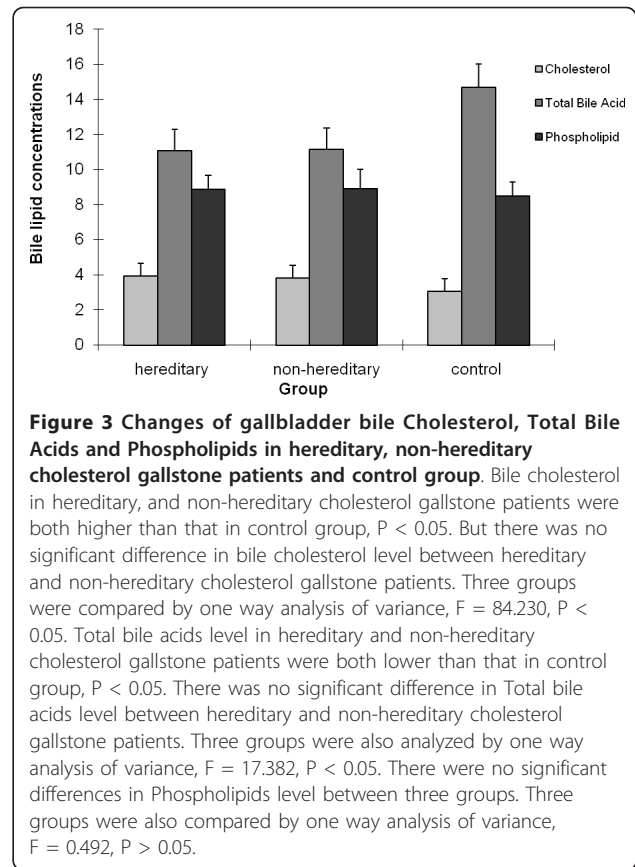 16
14
12
10
8
6
4
2
0
Bile lipid concentrations
Cholesterol
Total Bile Acid
Phospholipid
hereditary
non-hereditary
control
Group
Figure 3 Changes of gallbladder bile Cholesterol, Total Bile
Acids and Phospholipids in hereditary, non-hereditary
cholesterol gallstone patients and control group. Bile cholesterol
in hereditary, and non-hereditary cholesterol gallstone patients were
both higher than that in control group, P < 0.05. But there was no
significant difference in bile cholesterol level between hereditary
and non-hereditary cholesterol gallstone patients. Three groups
were compared by one way analysis of variance, F = 84.230, P <
0.05. Total bile acids level in hereditary and non-hereditary
cholesterol gallstone patients were both lower than that in control
group, P < 0.05. There was no significant difference in Total bile
acids level between hereditary and non-hereditary cholesterol
gallstone patients. Three groups were also analyzed by one way
analysis of variance, F = 17.382, P < 0.05. There were no significant
differences in Phospholipids level between three groups. Three
groups were also compared by one way analysis of variance,
F = 0.492, P > 0.05.